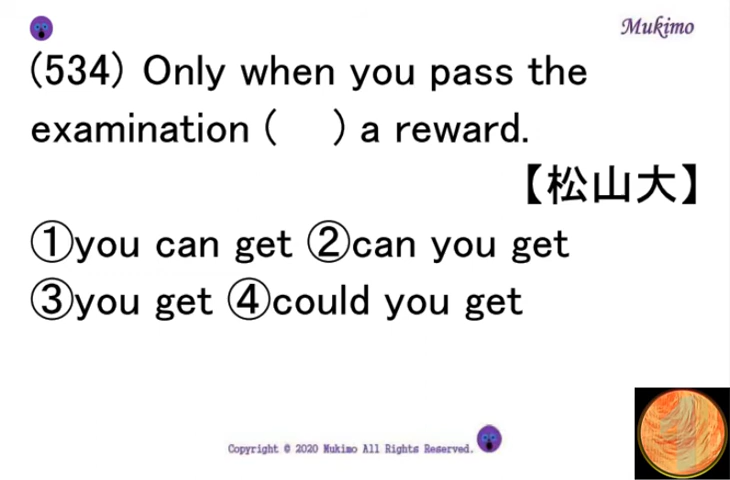 Mukimo
(534) Only when you pass the
examination (　) a reward.
【松山大】
①you can get ②can you get
③you get ④could you get
Copyright © 2020 Mukimo All Rights Reserved.